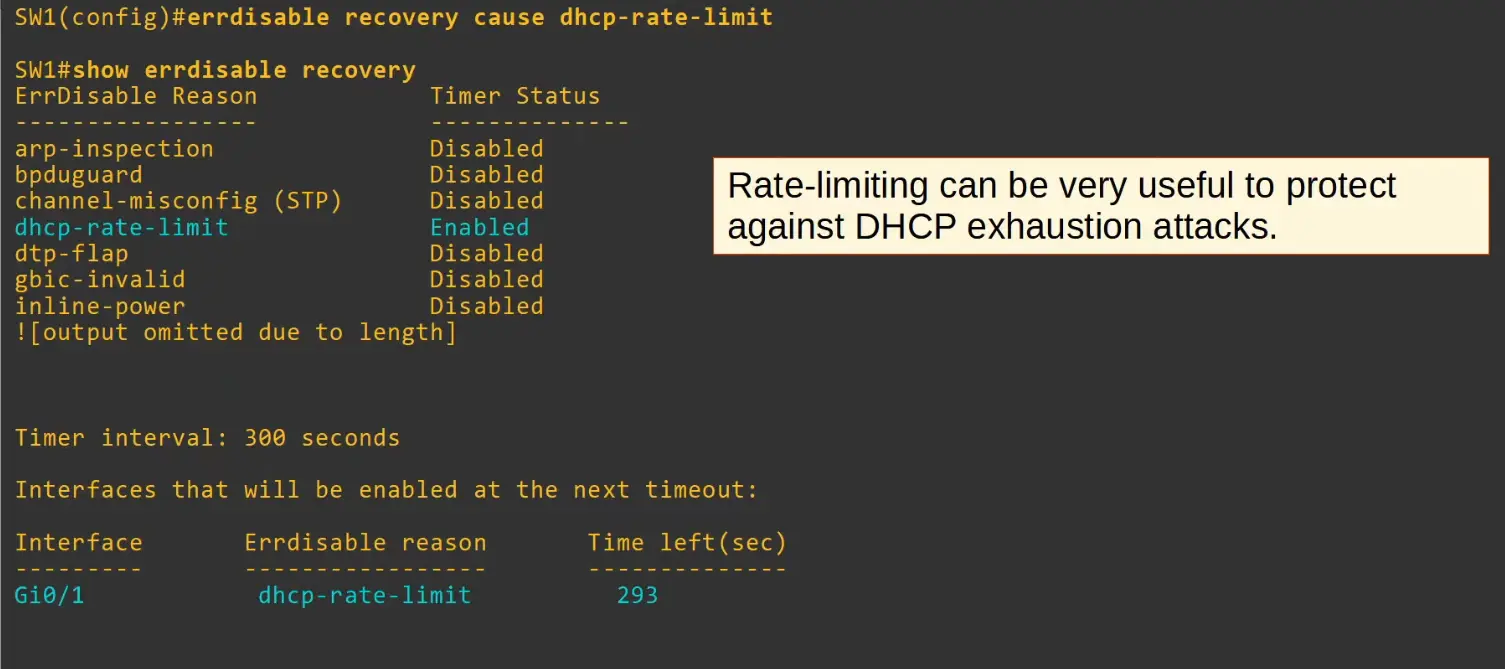 SW1(config)#errdisable recovery cause dhcp-rate-limit
SW1#show errdisable recovery
ErrDisable Reason            Timer Status
-----------------            --------------
arp-inspection               Disabled
bpduguard                    Disabled
channel-misconfig (STP)      Disabled
dhcp-rate-limit              Enabled
dtp-flap                     Disabled
gbic-invalid                 Disabled
inline-power                 Disabled
![output omitted due to length]
Rate-limiting can be very useful to protect
against DHCP exhaustion attacks.
Timer interval: 300 seconds
Interfaces that will be enabled at the next timeout:
Interface       Errdisable reason       Time left(sec)
---------       -----------------       --------------
Gi0/1            dhcp-rate-limit          293